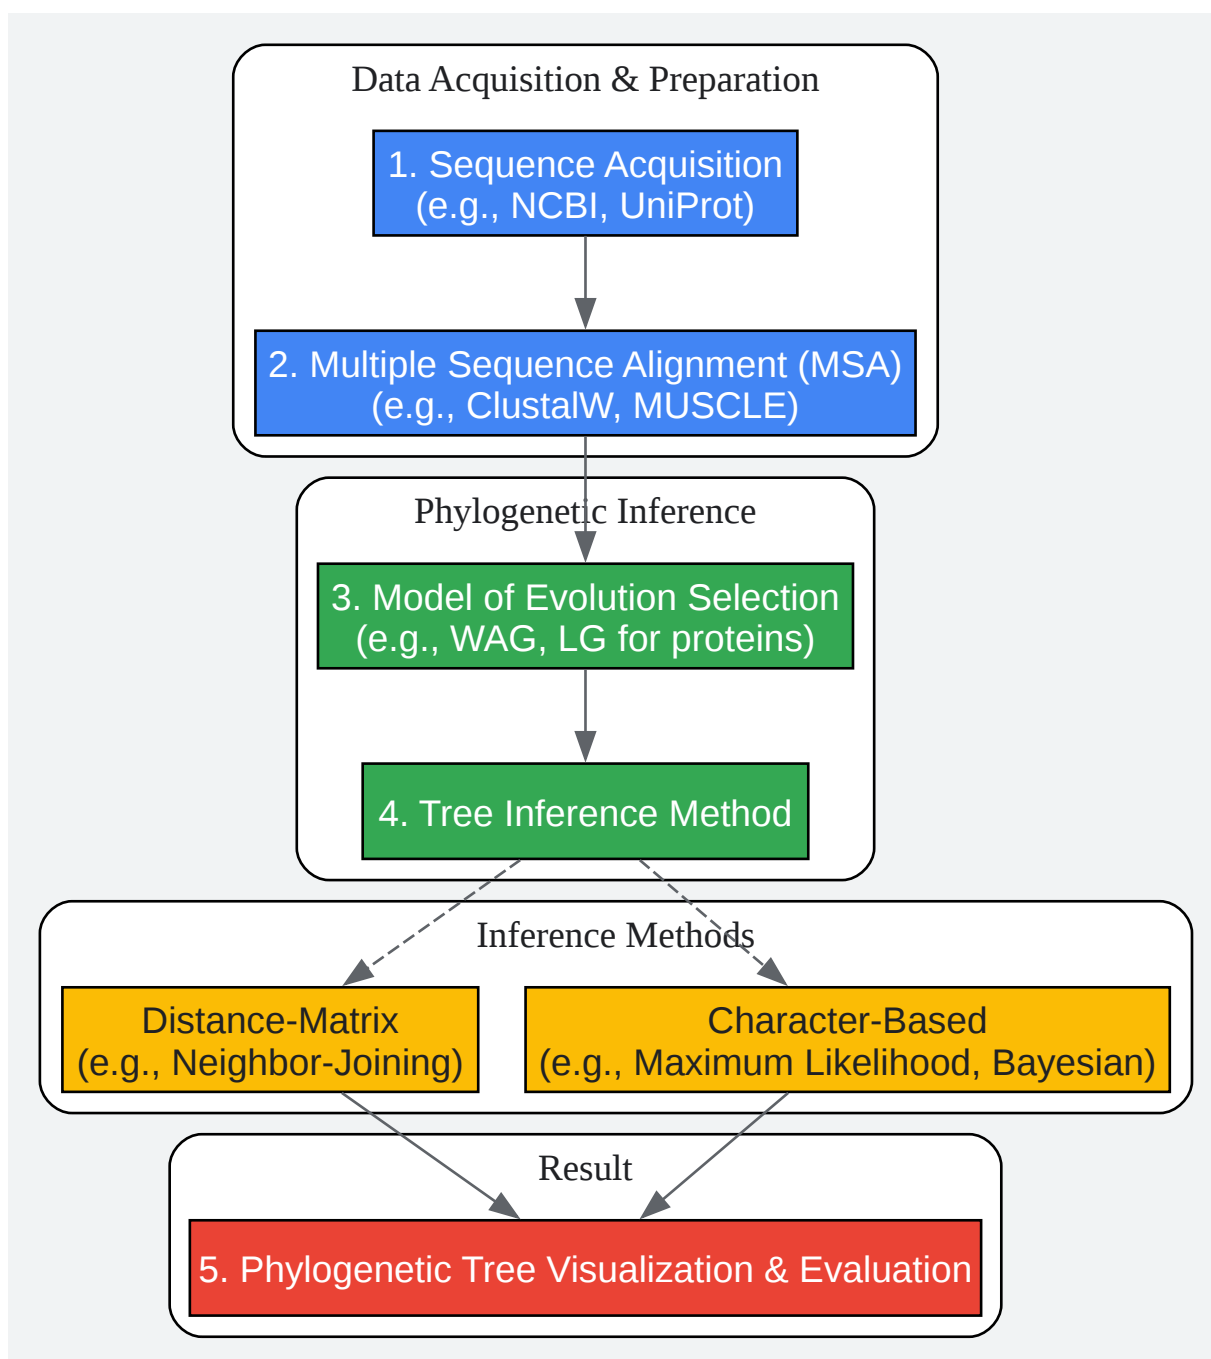 Data Acquisition & Preparation
1. Sequence Acquisition
(e.g., NCBI, UniProt)
2. Multiple Sequence Alignment (MSA)
(e.g., ClustalW, MUSCLE)
Phylogenetic Inference
3. Model of Evolution Selection
(e.g., WAG, LG for proteins)
4. Tree Inference Method
Inference Methods
Distance-Matrix
(e.g., Neighbor-Joining)
Character-Based
(e.g., Maximum Likelihood, Bayesian)
Result
5. Phylogenetic Tree Visualization & Evaluation